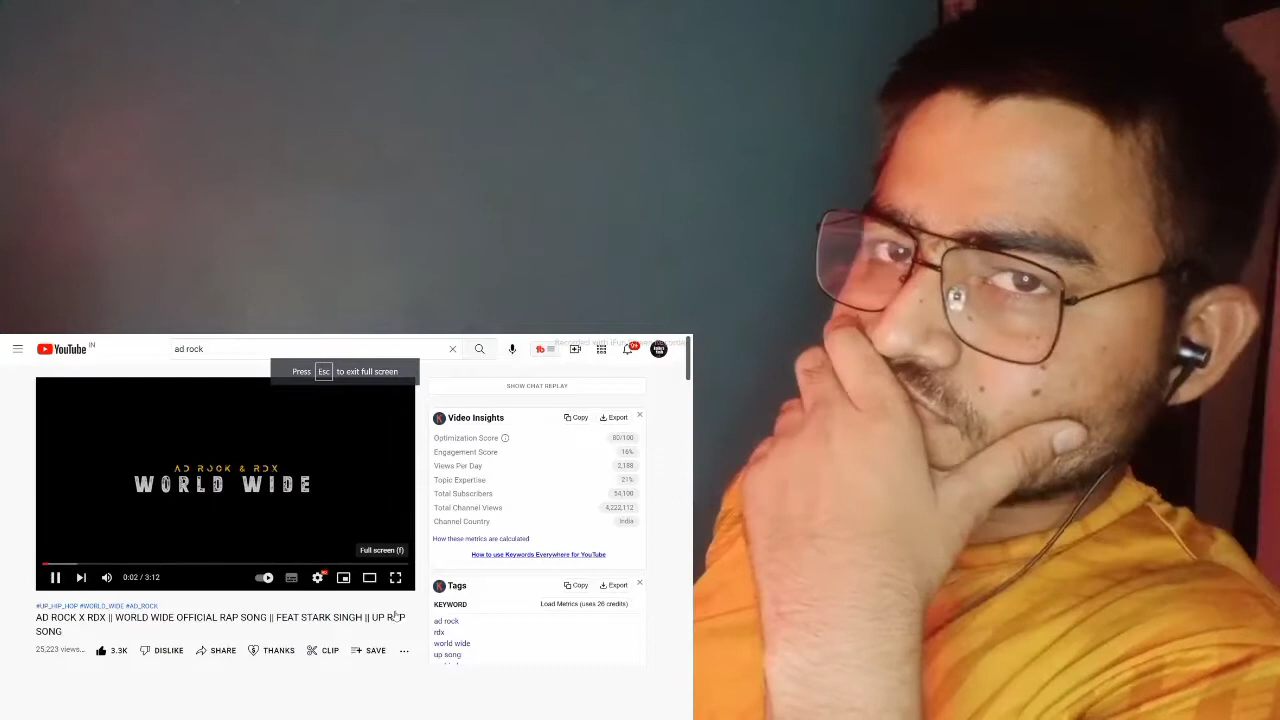 YouTube IN
ad rock
9+
Press Esc to exit full screen
SHOW CHAT REPLAY
AD ROCK & RDX
WORLD WIDE
Full screen (f)
0:02 / 3:12
#UP_HIP_HOP #WORLD_WIDE #AD_ROCK
AD ROCK X RDX || WORLD WIDE OFFICIAL RAP SONG || FEAT STARK SINGH || UP RAP
SONG
25,223 views...
3.3K
DISLIKE
SHARE
THANKS
CLIP
SAVE
Video Insights
Copy
Export
Optimization Score 80/100
Engagement Score 16%
Views Per Day 2,188
Topic Expertise 21%
Total Subscribers 54,100
Total Channel Views 4,222,112
Channel Country India
How these metrics are calculated
How to use Keywords Everywhere for YouTube
Tags
Copy
Export
KEYWORD
Load Metrics (uses 26 credits)
ad rock
rdx
world wide
up song